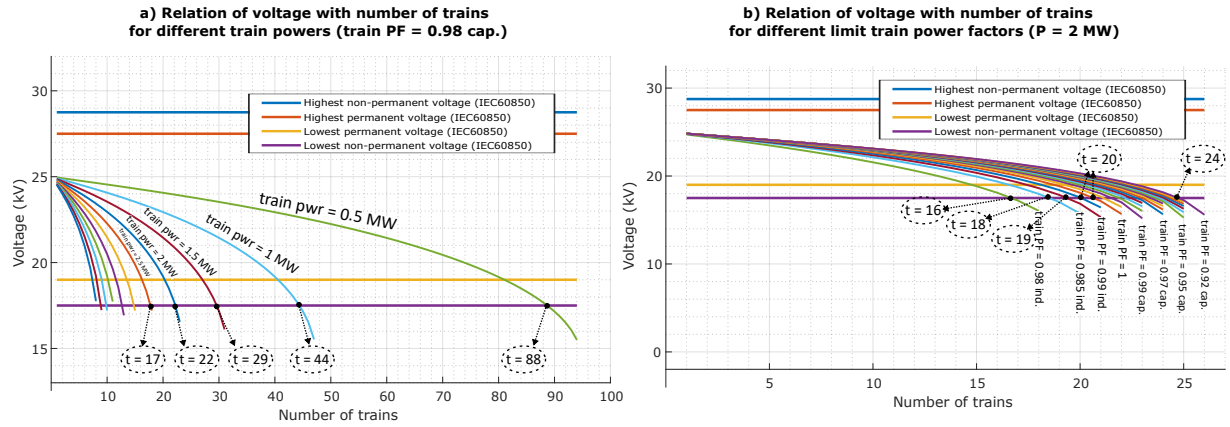 a) Relation of voltage with number of trains
for different train powers (train PF = 0.98 cap.)
Voltage (kV)
30
25
20
15
Highest non-permanent voltage (IEC60850)
Highest permanent voltage (IEC60850)
Lowest permanent voltage (IEC60850)
Lowest non-permanent voltage (IEC60850)
train pwr = 0.5 MW
train pwr = 1 MW
train pwr = 1.5 MW
train pwr = 2 MW
train pwr = 2.5 MW
t = 17
t = 22
t = 29
t = 44
t = 88
0 10 20 30 40 50 60 70 80 90 100
Number of trains
b) Relation of voltage with number of trains
for different limit train power factors (P = 2 MW)
Voltage (kV)
30
20
10
0
Highest non-permanent voltage (IEC60850)
Highest permanent voltage (IEC60850)
Lowest permanent voltage (IEC60850)
Lowest non-permanent voltage (IEC60850)
t = 20
t = 24
t = 16
t = 18
t = 19
train PF = 0.98 ind.
train PF = 0.985 ind.
train PF = 0.99 ind.
train PF = 1
train PF = 0.99 cap.
train PF = 0.97 cap.
train PF = 0.95 cap.
train PF = 0.92 cap.
5 10 15 20 25
Number of trains